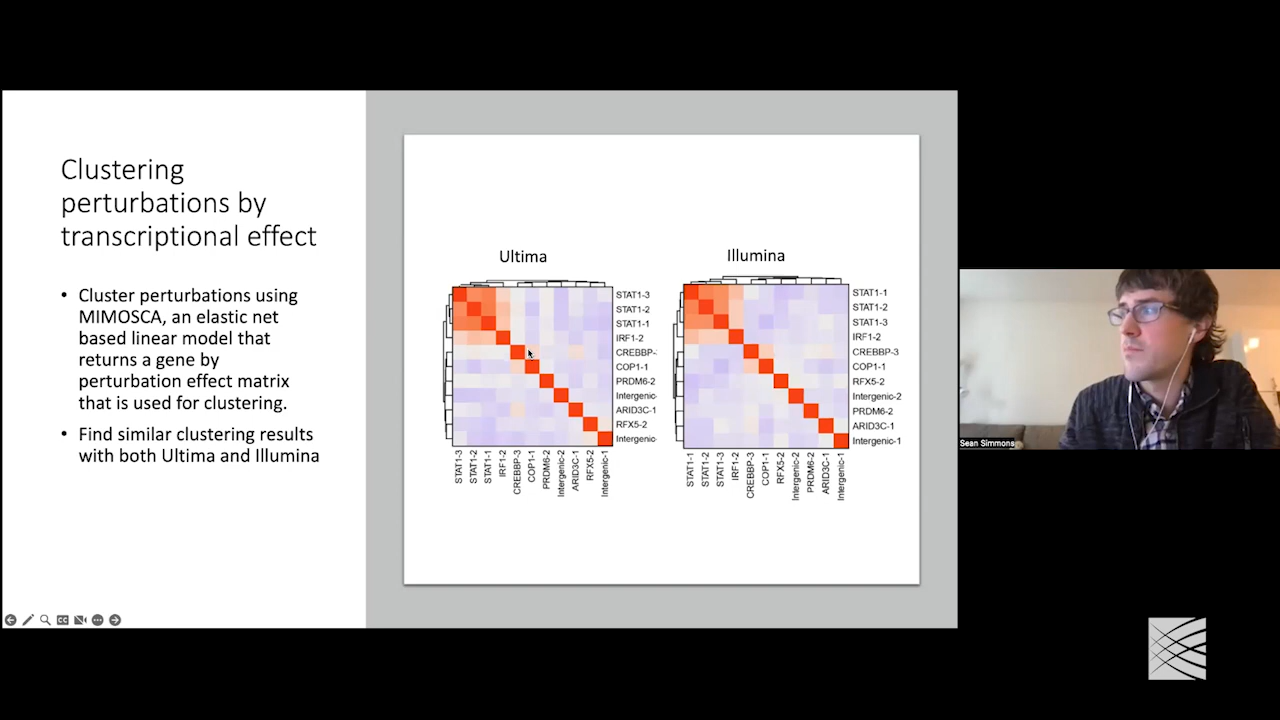 Clustering
perturbations by
transcriptional effect
• Cluster perturbations using
MIMOSCA, an elastic net
based linear model that
returns a gene by
perturbation effect matrix
that is used for clustering.
• Find similar clustering results
with both Ultima and Illumina
Ultima
STAT1-3
STAT1-2
STAT1-1
IRF1-2
CREBBP-3
COP1-1
PRDM6-2
Intergenic-
ARID3C-1
RFX5-2
Intergenic-
STAT1-3
STAT1-2
STAT1-1
IRF1-2
CREBBP-3
COP1-1
PRDM6-2
Intergenic-2
ARID3C-1
RFX5-2
Intergenic-1
Illumina
STAT1-1
STAT1-2
STAT1-3
IRF1-2
CREBBP-3
COP1-1
RFX5-2
Intergenic-2
PRDM6-2
ARID3C-1
Intergenic-1
STAT1-1
STAT1-2
STAT1-3
IRF1-2
CREBBP-3
COP1-1
RFX5-2
Intergenic-2
PRDM6-2
ARID3C-1
Intergenic-1
Sean Simmons